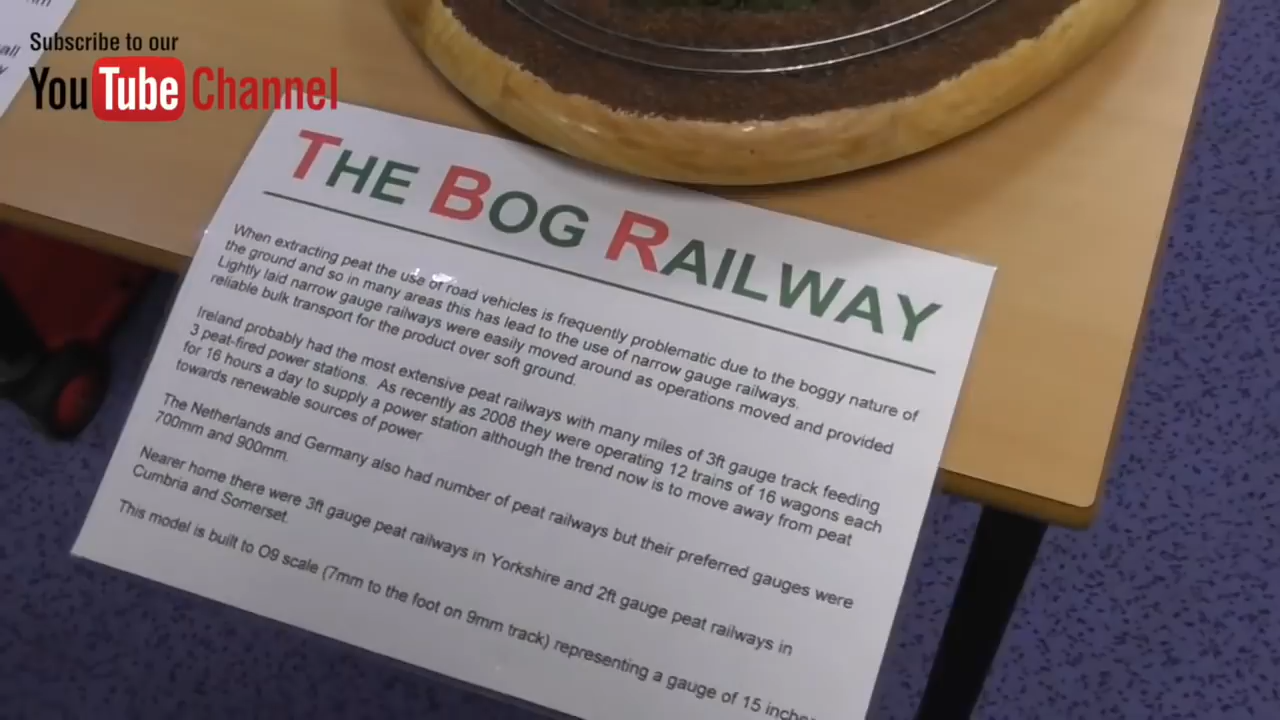 Subscribe to our
YouTube Channel
THE BOG RAILWAY
When extracting peat the use of road vehicles is frequently problematic due to the boggy nature of
the ground and so in many areas this has lead to the use of narrow gauge railways.
Lightly laid narrow gauge railways were easily moved around as operations moved and provided
reliable bulk transport for the product over soft ground.
Ireland probably had the most extensive peat railways with many miles of 3ft gauge track feeding
3 peat-fired power stations. As recently as 2008 they were operating 12 trains of 16 wagons each
for 16 hours a day to supply a power station although the trend now is to move away from peat
towards renewable sources of power
The Netherlands and Germany also had number of peat railways but their preferred gauges were
700mm and 900mm.
Nearer home there were 3ft gauge peat railways in Yorkshire and 2ft gauge peat railways in
Cumbria and Somerset.
This model is built to O9 scale (7mm to the foot on 9mm track) representing a gauge of 15